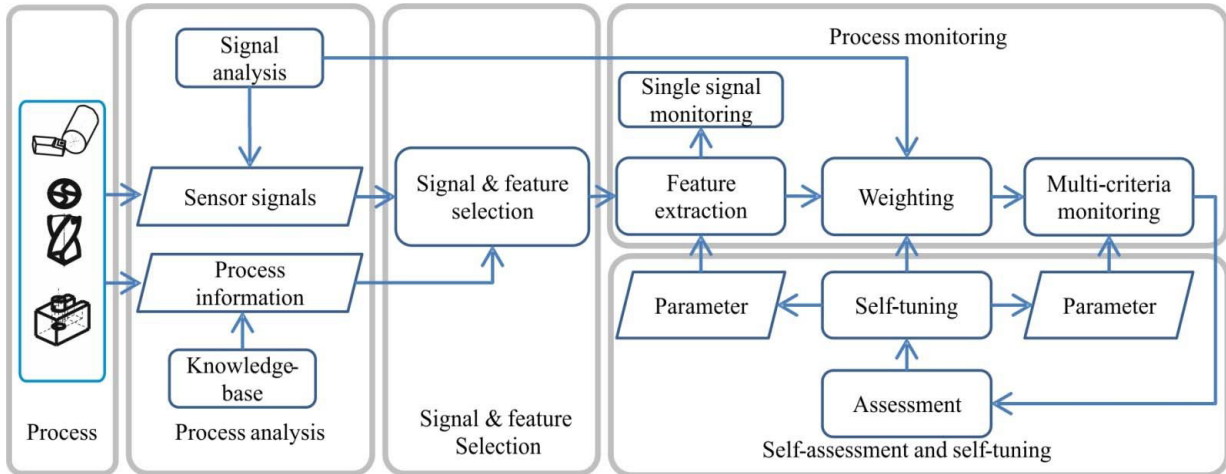 Process
Signal
analysis
Sensor signals
Process
information
Knowledge-
base
Process analysis
Signal & feature
selection
Signal & feature
Selection
Process monitoring
Single signal
monitoring
Feature
extraction
Weighting
Multi-criteria
monitoring
Parameter
Self-tuning
Parameter
Assessment
Self-assessment and self-tuning